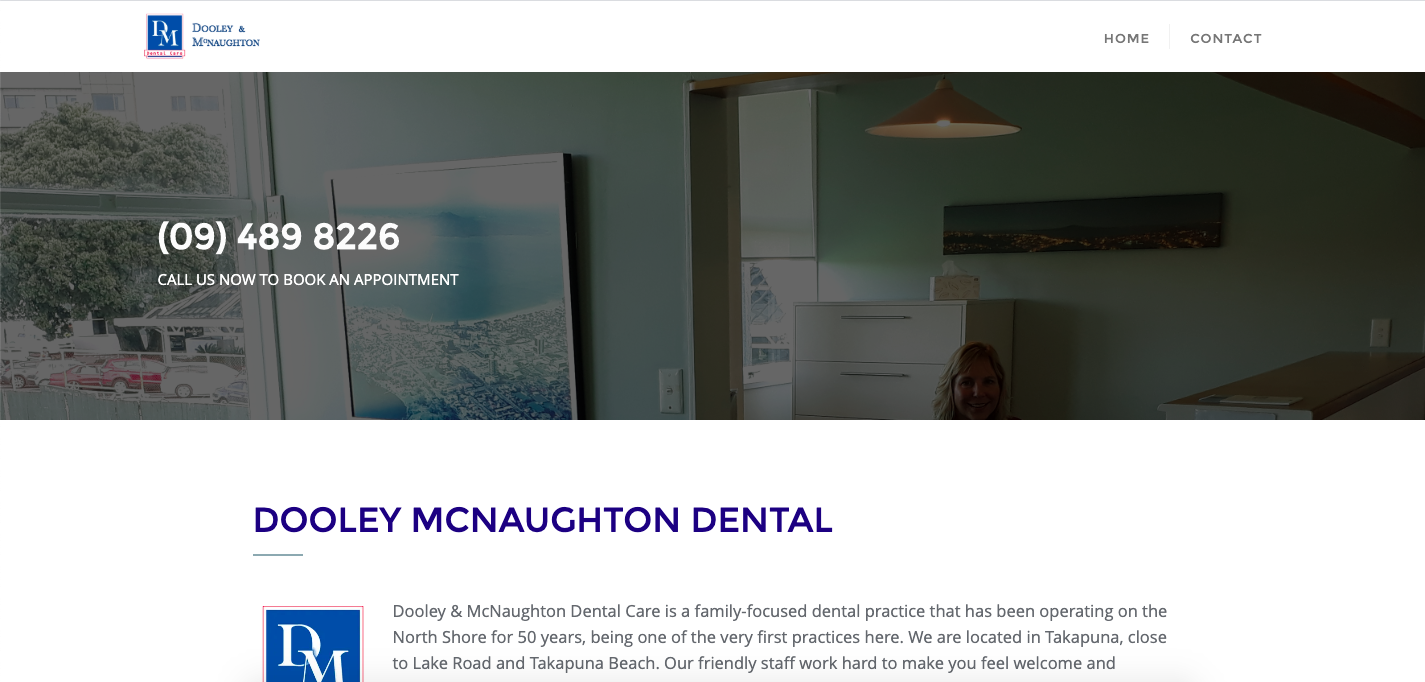 DM
Dental Care
DOOLEY &
McNAUGHTON
HOME
CONTACT
(09) 489 8226
CALL US NOW TO BOOK AN APPOINTMENT
DOOLEY MCNAUGHTON DENTAL
DM
Dooley & McNaughton Dental Care is a family-focused dental practice that has been operating on the
North Shore for 50 years, being one of the very first practices here. We are located in Takapuna, close
to Lake Road and Takapuna Beach. Our friendly staff work hard to make you feel welcome and